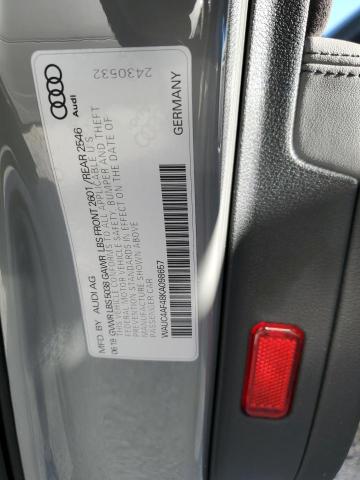 MFD. BY AUDI AG
06 19 GVWR LBS 5038 GAWR LBS FRONT 2601 / REAR 2546
THIS VEHICLE CONFORMS TO ALL APPLICABLE U.S.
FEDERAL MOTOR VEHICLE SAFETY, BUMPER AND THEFT
PREVENTION STANDARDS IN EFFECT ON THE DATE OF
MANUFACTURE SHOWN ABOVE
PASSENGER CAR
WAUC4AF48KA098657
GERMANY
2430532
Audi